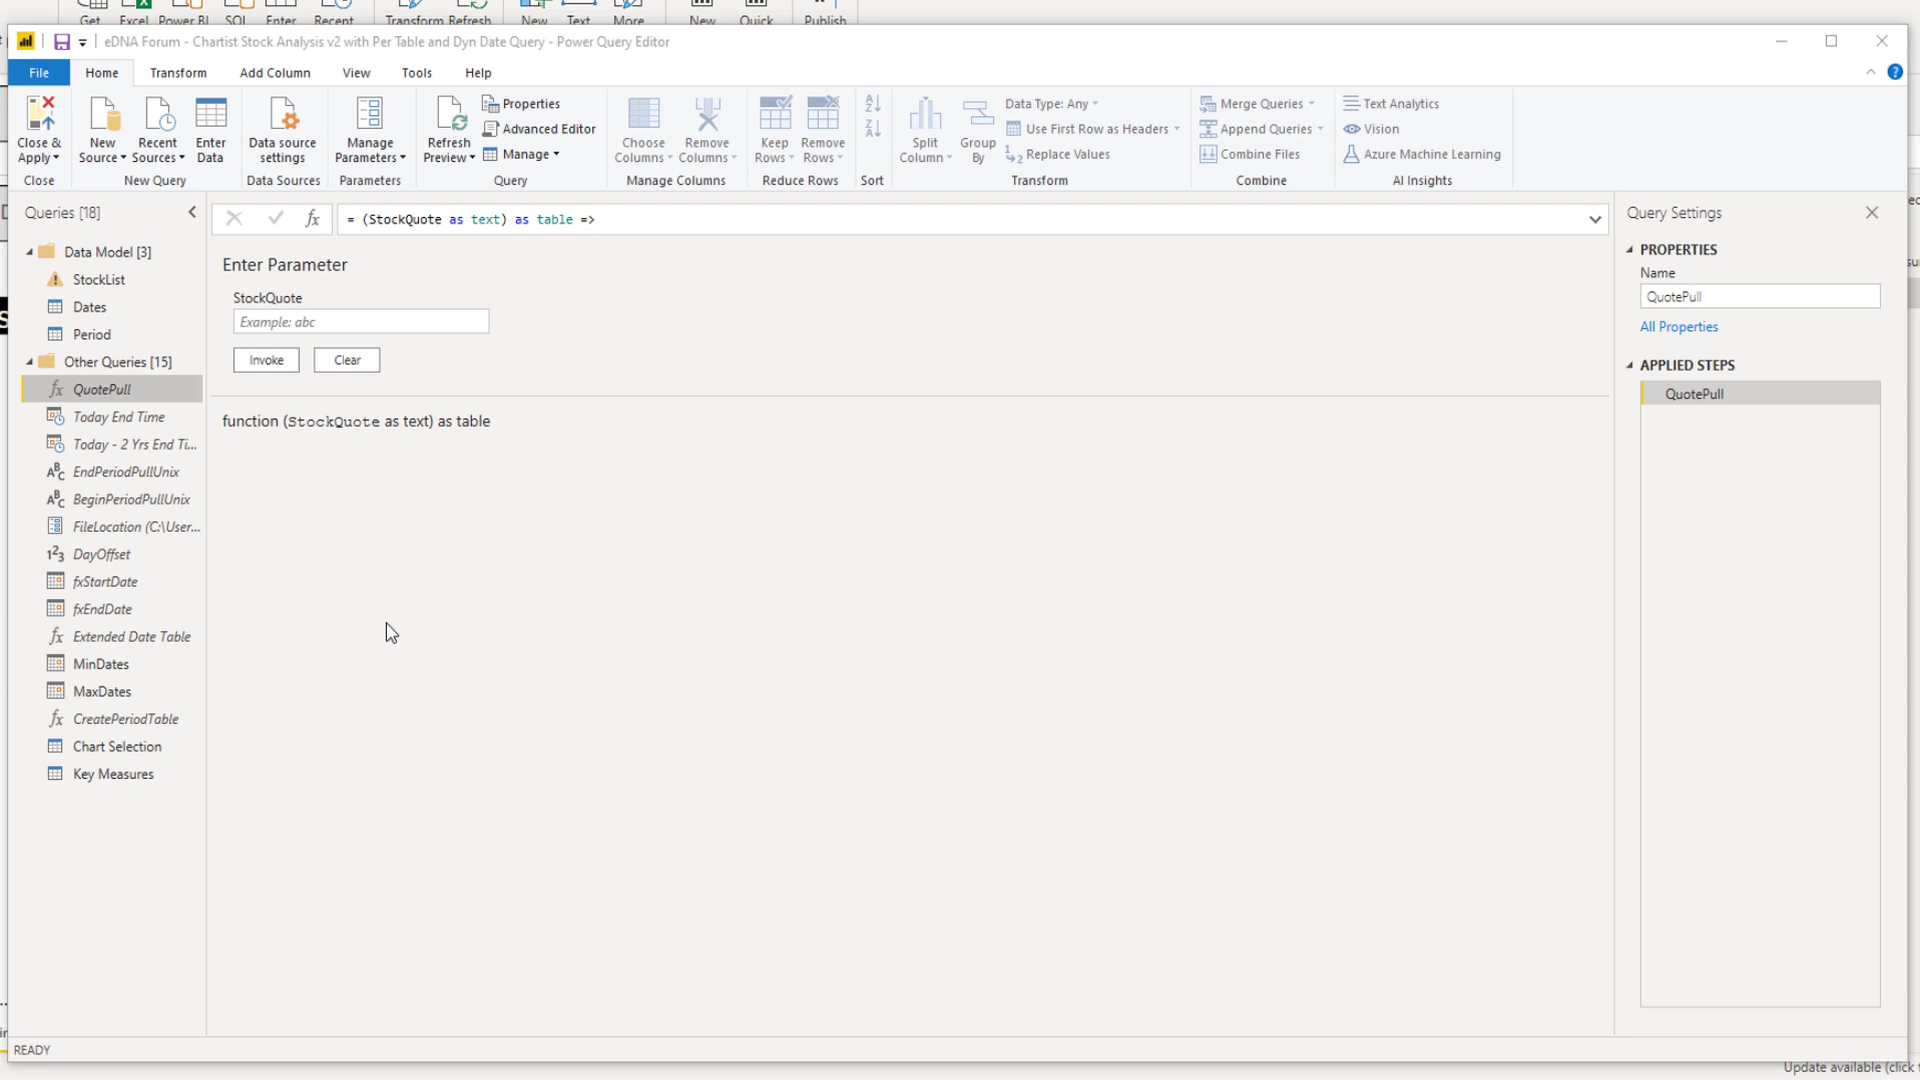 Get Excel Power BI SQL Enter Recent Transform Refresh New Text More New Quick Publish
eDNA Forum - Chartist Stock Analysis v2 with Per Table and Dyn Date Query - Power Query Editor
File Home Transform Add Column View Tools Help
Close & Apply
New Source
Recent Sources
Enter Data
Data source settings
Manage Parameters
Refresh Preview
Properties
Advanced Editor
Manage
Choose Columns
Remove Columns
Keep Rows
Remove Rows
Split Column
Group By
Data Type: Any
Use First Row as Headers
Replace Values
Merge Queries
Append Queries
Combine Files
Text Analytics
Vision
Azure Machine Learning
Close New Query Data Sources Parameters Query Manage Columns Reduce Rows Sort Transform Combine AI Insights
Queries [18]
Data Model [3]
StockList
Dates
Period
Other Queries [15]
QuotePull
Today End Time
Today - 2 Yrs End Ti...
EndPeriodPullUnix
BeginPeriodPullUnix
FileLocation (C:\User...
DayOffset
fxStartDate
fxEndDate
Extended Date Table
MinDates
MaxDates
CreatePeriodTable
Chart Selection
Key Measures
= (StockQuote as text) as table =>
Enter Parameter
StockQuote
Example: abc
Invoke Clear
function (StockQuote as text) as table
Query Settings
PROPERTIES
Name
QuotePull
All Properties
APPLIED STEPS
QuotePull
READY
Update available (click